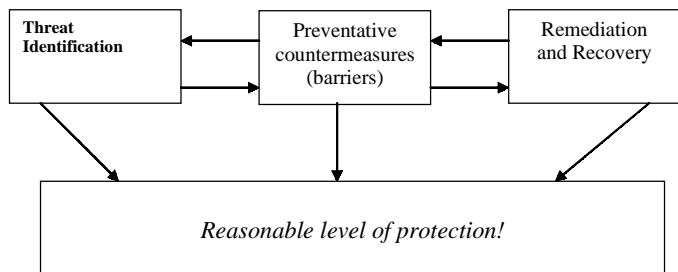 Threat
Identification
Preventative
countermeasures
(barriers)
Remediation
and Recovery
Reasonable level of protection!